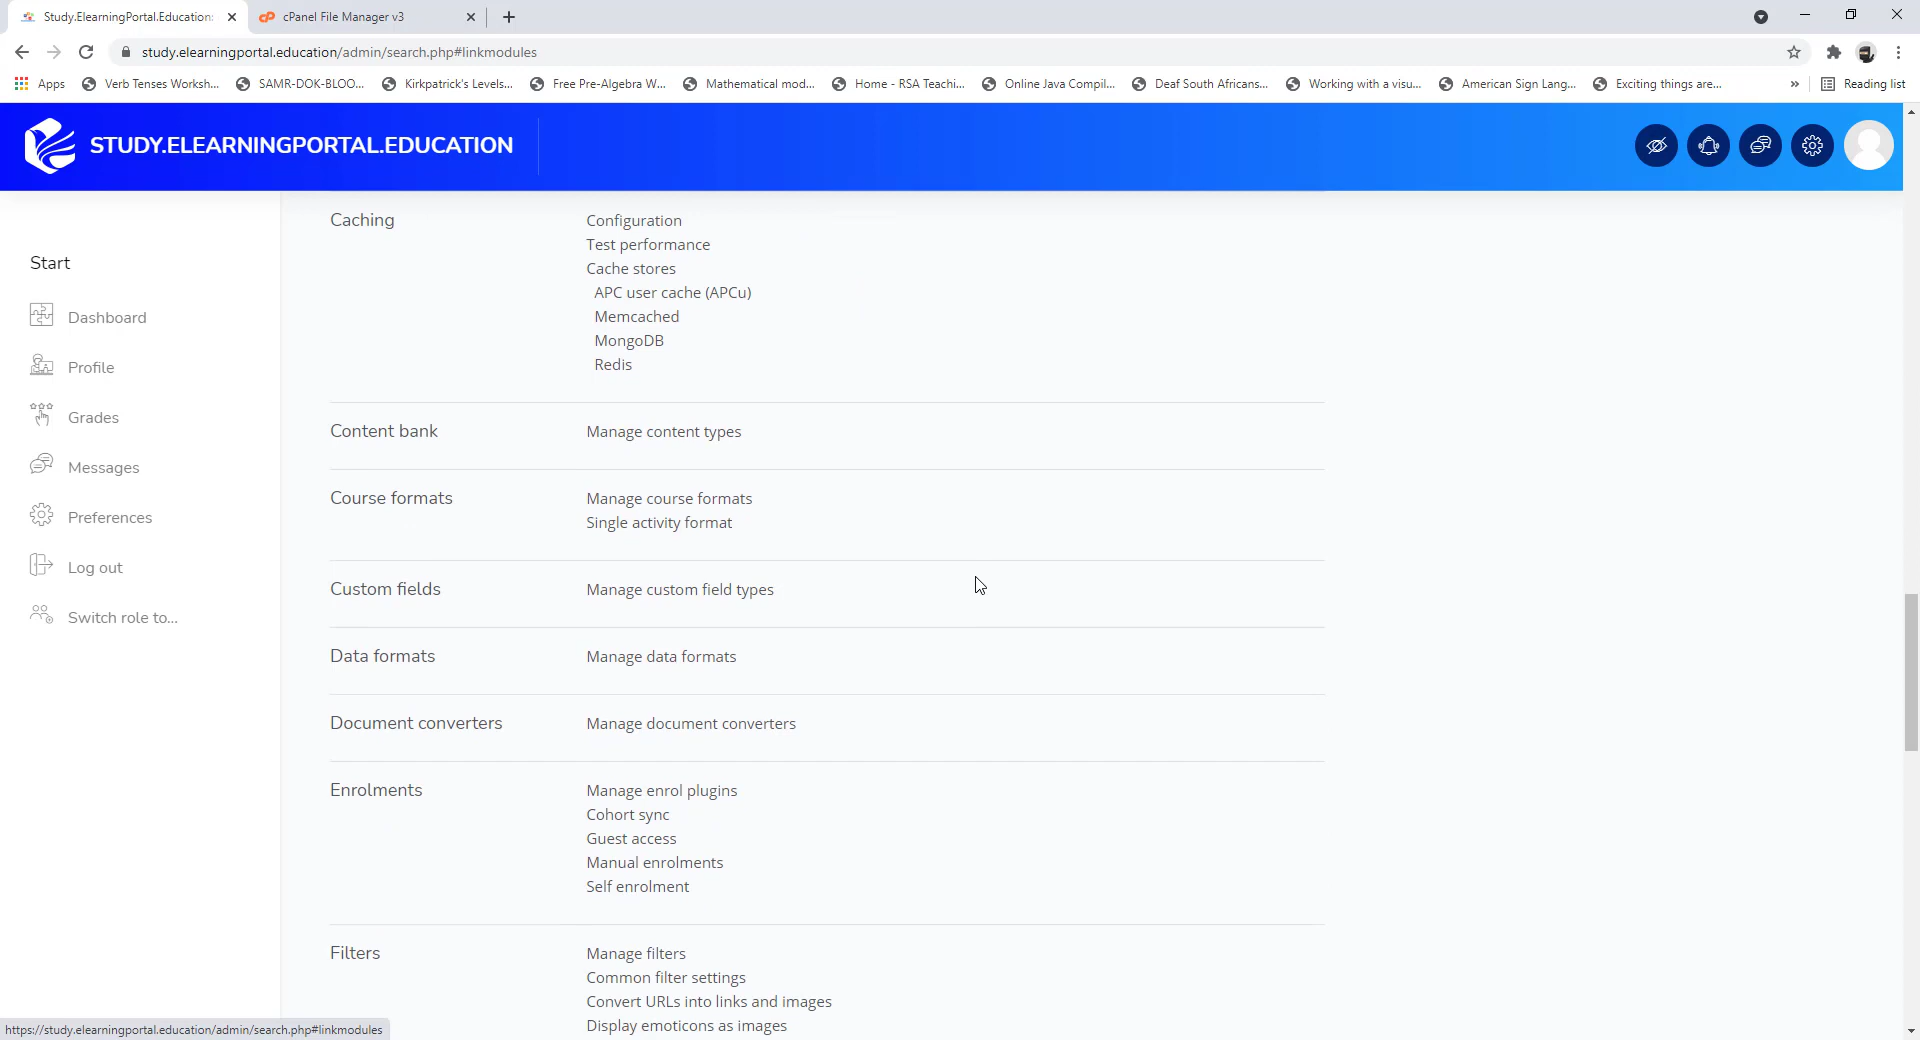 Study.ElearningPortal.Education:
cPanel File Manager v3
study.elearningportal.education/admin/search.php#linkmodules
Apps
Verb Tenses Worksh...
SAMR-DOK-BLOO...
Kirkpatrick's Levels...
Free Pre-Algebra W...
Mathematical mod...
Home - RSA Teachi...
Online Java Compil...
Deaf South Africans...
Working with a visu...
American Sign Lang...
Exciting things are...
Reading list
STUDY.ELEARNINGPORTAL.EDUCATION
Start
Dashboard
Profile
Grades
Messages
Preferences
Log out
Switch role to...
Caching
Configuration
Test performance
Cache stores
APC user cache (APCu)
Memcached
MongoDB
Redis
Content bank
Manage content types
Course formats
Manage course formats
Single activity format
Custom fields
Manage custom field types
Data formats
Manage data formats
Document converters
Manage document converters
Enrolments
Manage enrol plugins
Cohort sync
Guest access
Manual enrolments
Self enrolment
Filters
Manage filters
Common filter settings
Convert URLs into links and images
Display emoticons as images
https://study.elearningportal.education/admin/search.php#linkmodules